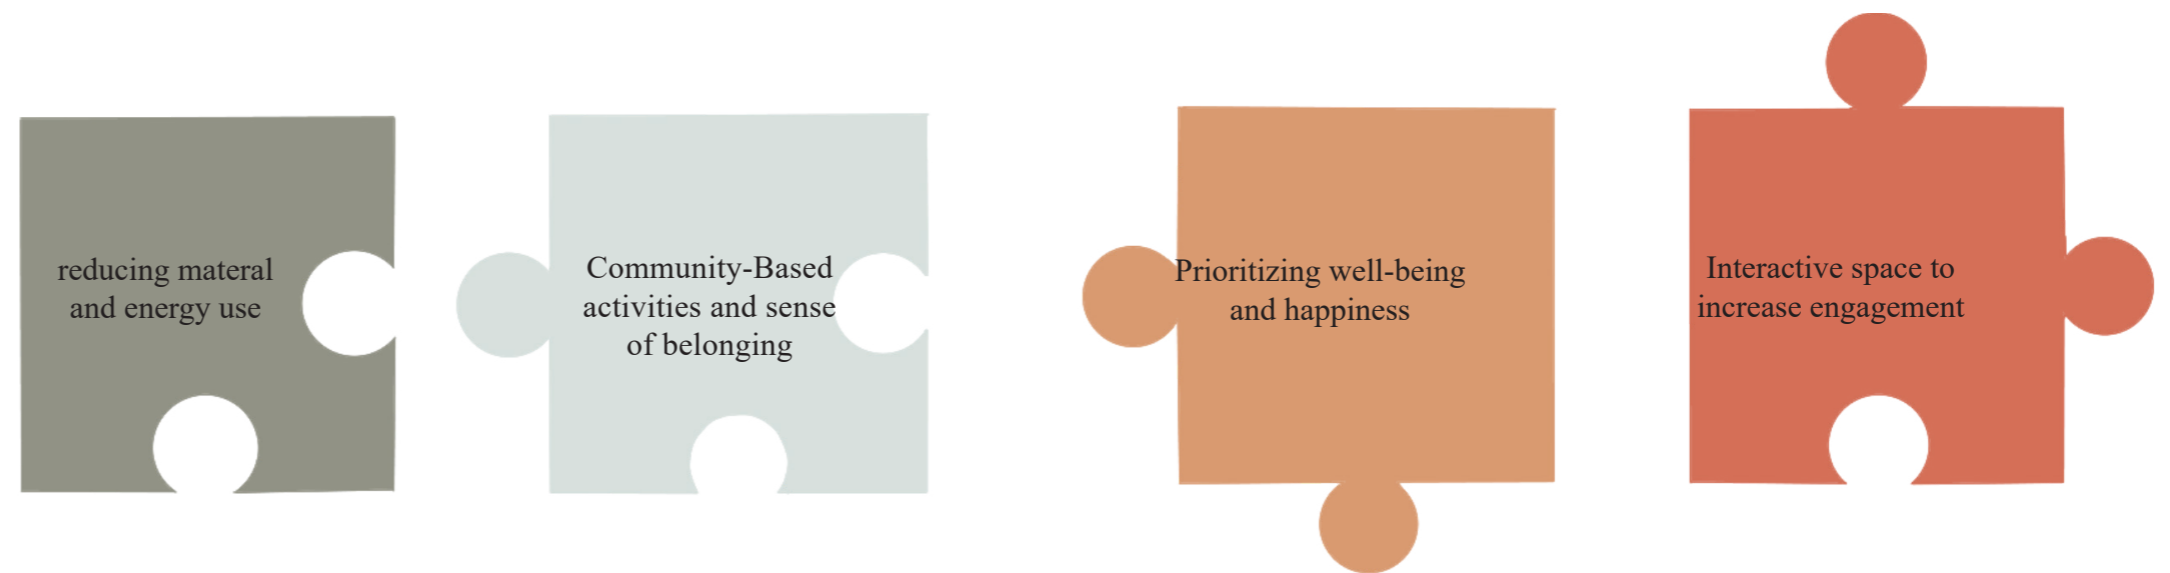 reducing materal
and energy use
Community-Based
activities and sense
of belonging
Prioritizing well-being
and happiness
Interactive space to
increase engagement